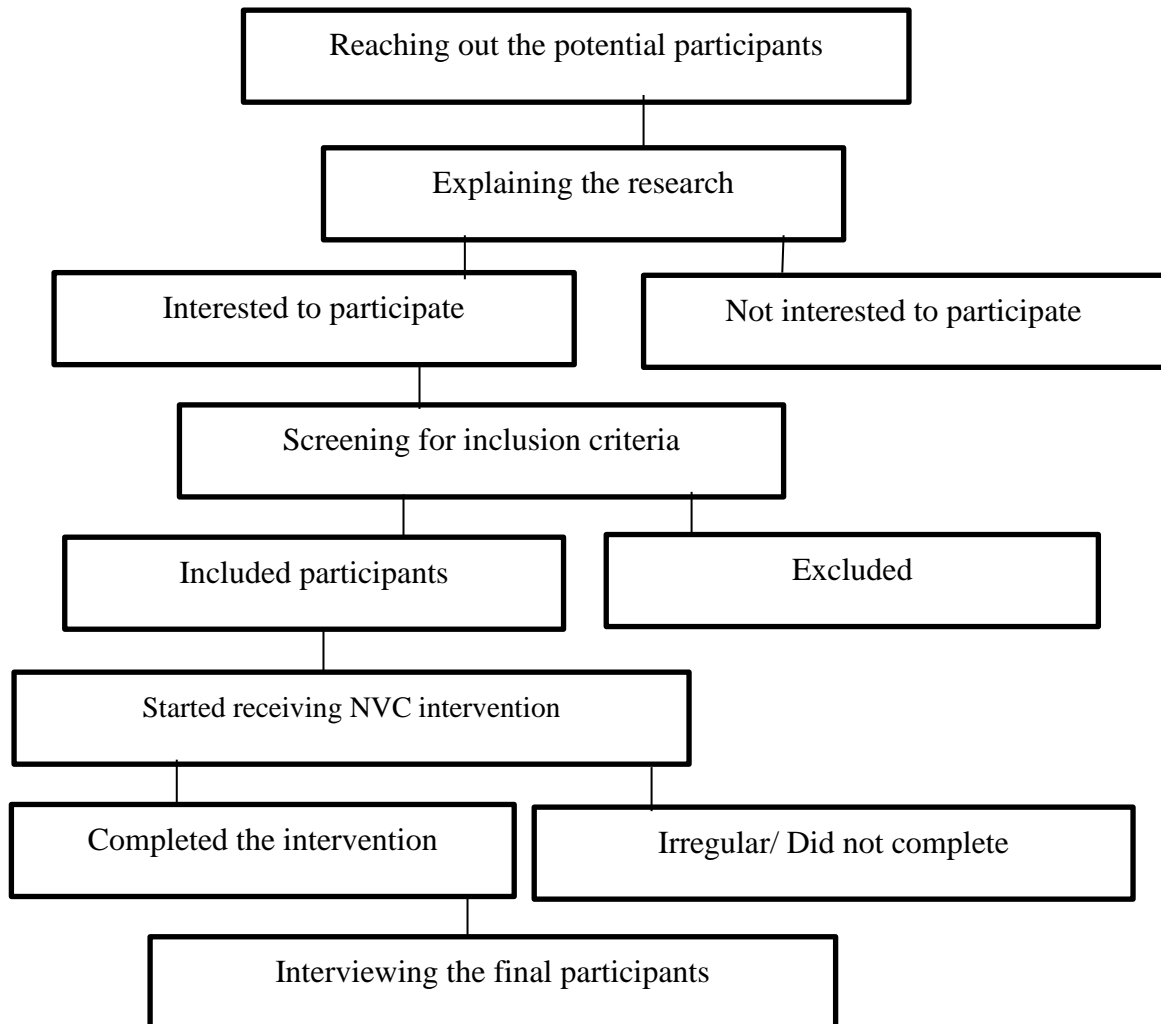 Reaching out the potential participants
Explaining the research
Interested to participate
Not interested to participate
Screening for inclusion criteria
Included participants
Excluded
Started receiving NVC intervention
Completed the intervention
Irregular/ Did not complete
Interviewing the final participants